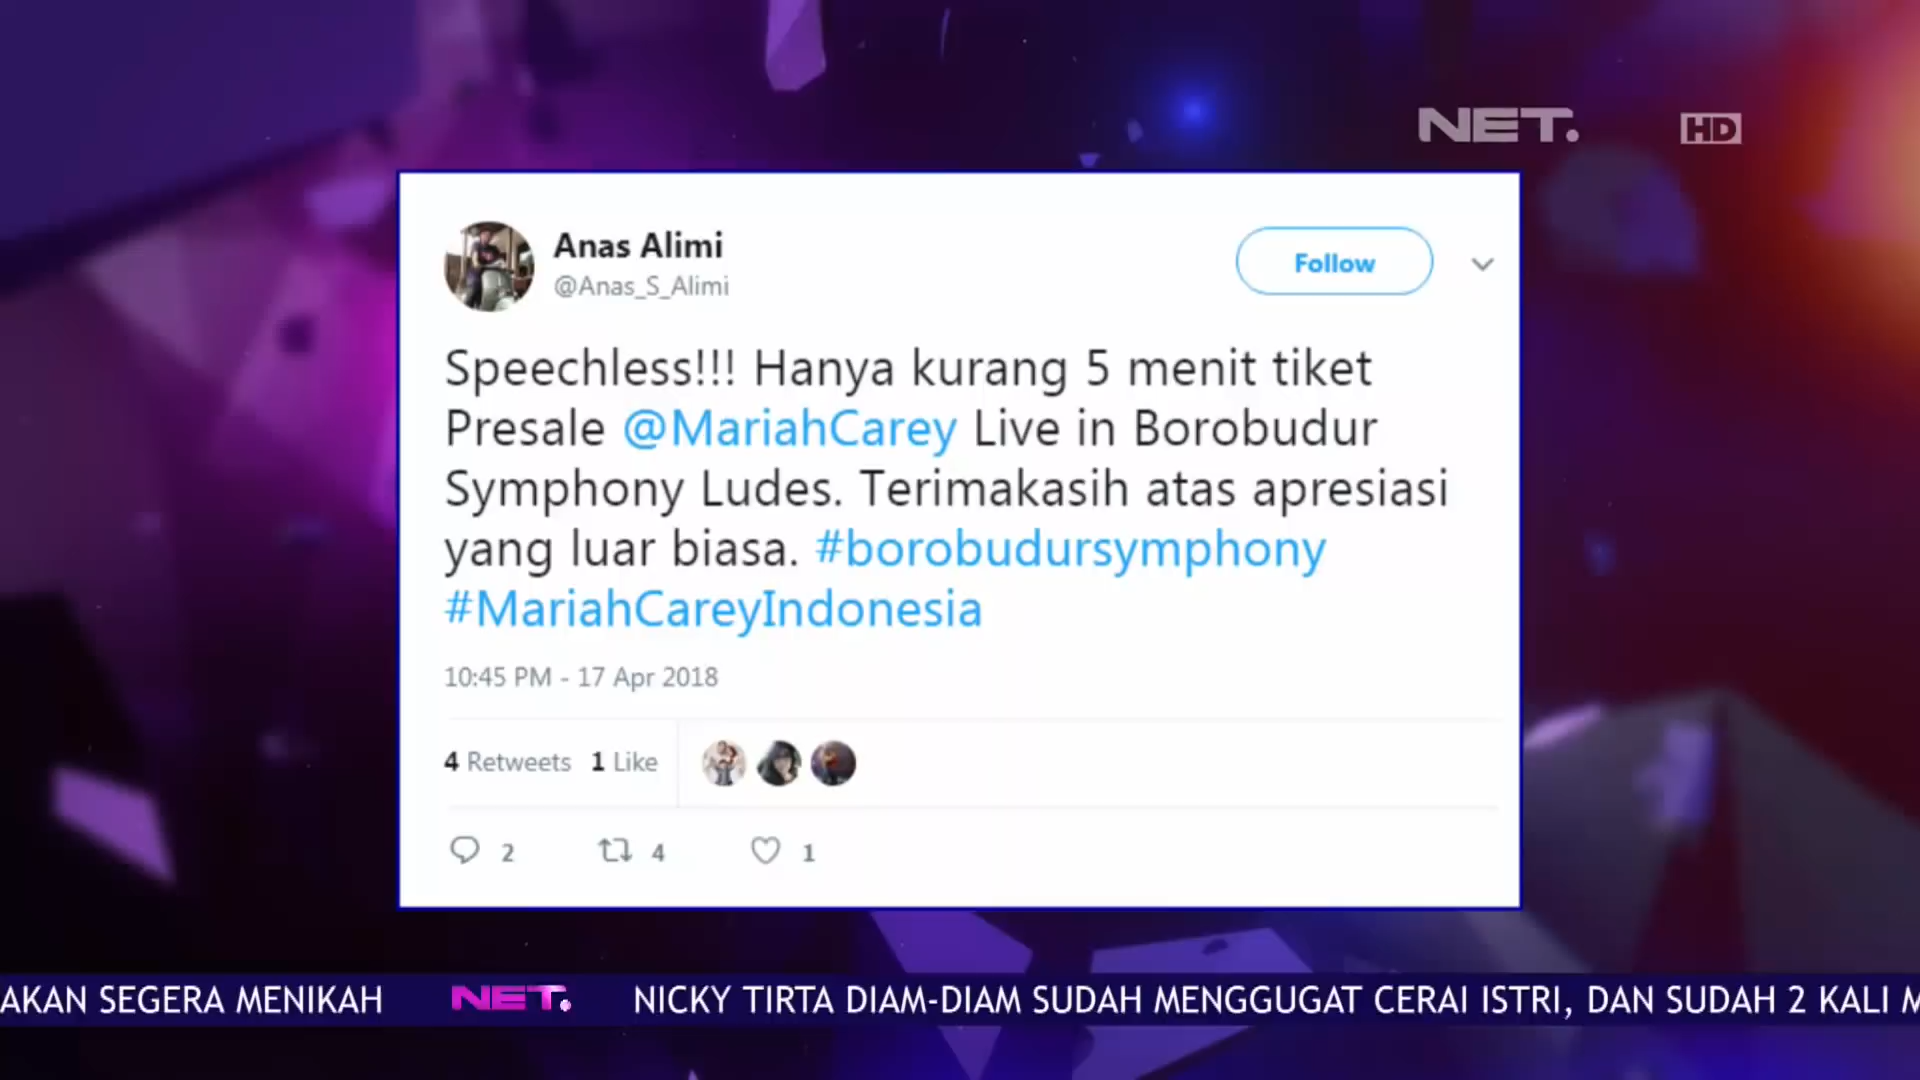 NET.
HD
Anas Alimi
@Anas_S_Alimi
Follow
Speechless!!! Hanya kurang 5 menit tiket
Presale @MariahCarey Live in Borobudur
Symphony Ludes. Terimakasih atas apresiasi
yang luar biasa. #borobudursymphony
#MariahCareyIndonesia
10:45 PM - 17 Apr 2018
4 Retweets 1 Like
2 4 1
AKAN SEGERA MENIKAH NET. NICKY TIRTA DIAM-DIAM SUDAH MENGGUGAT CERAI ISTRI, DAN SUDAH 2 KALI